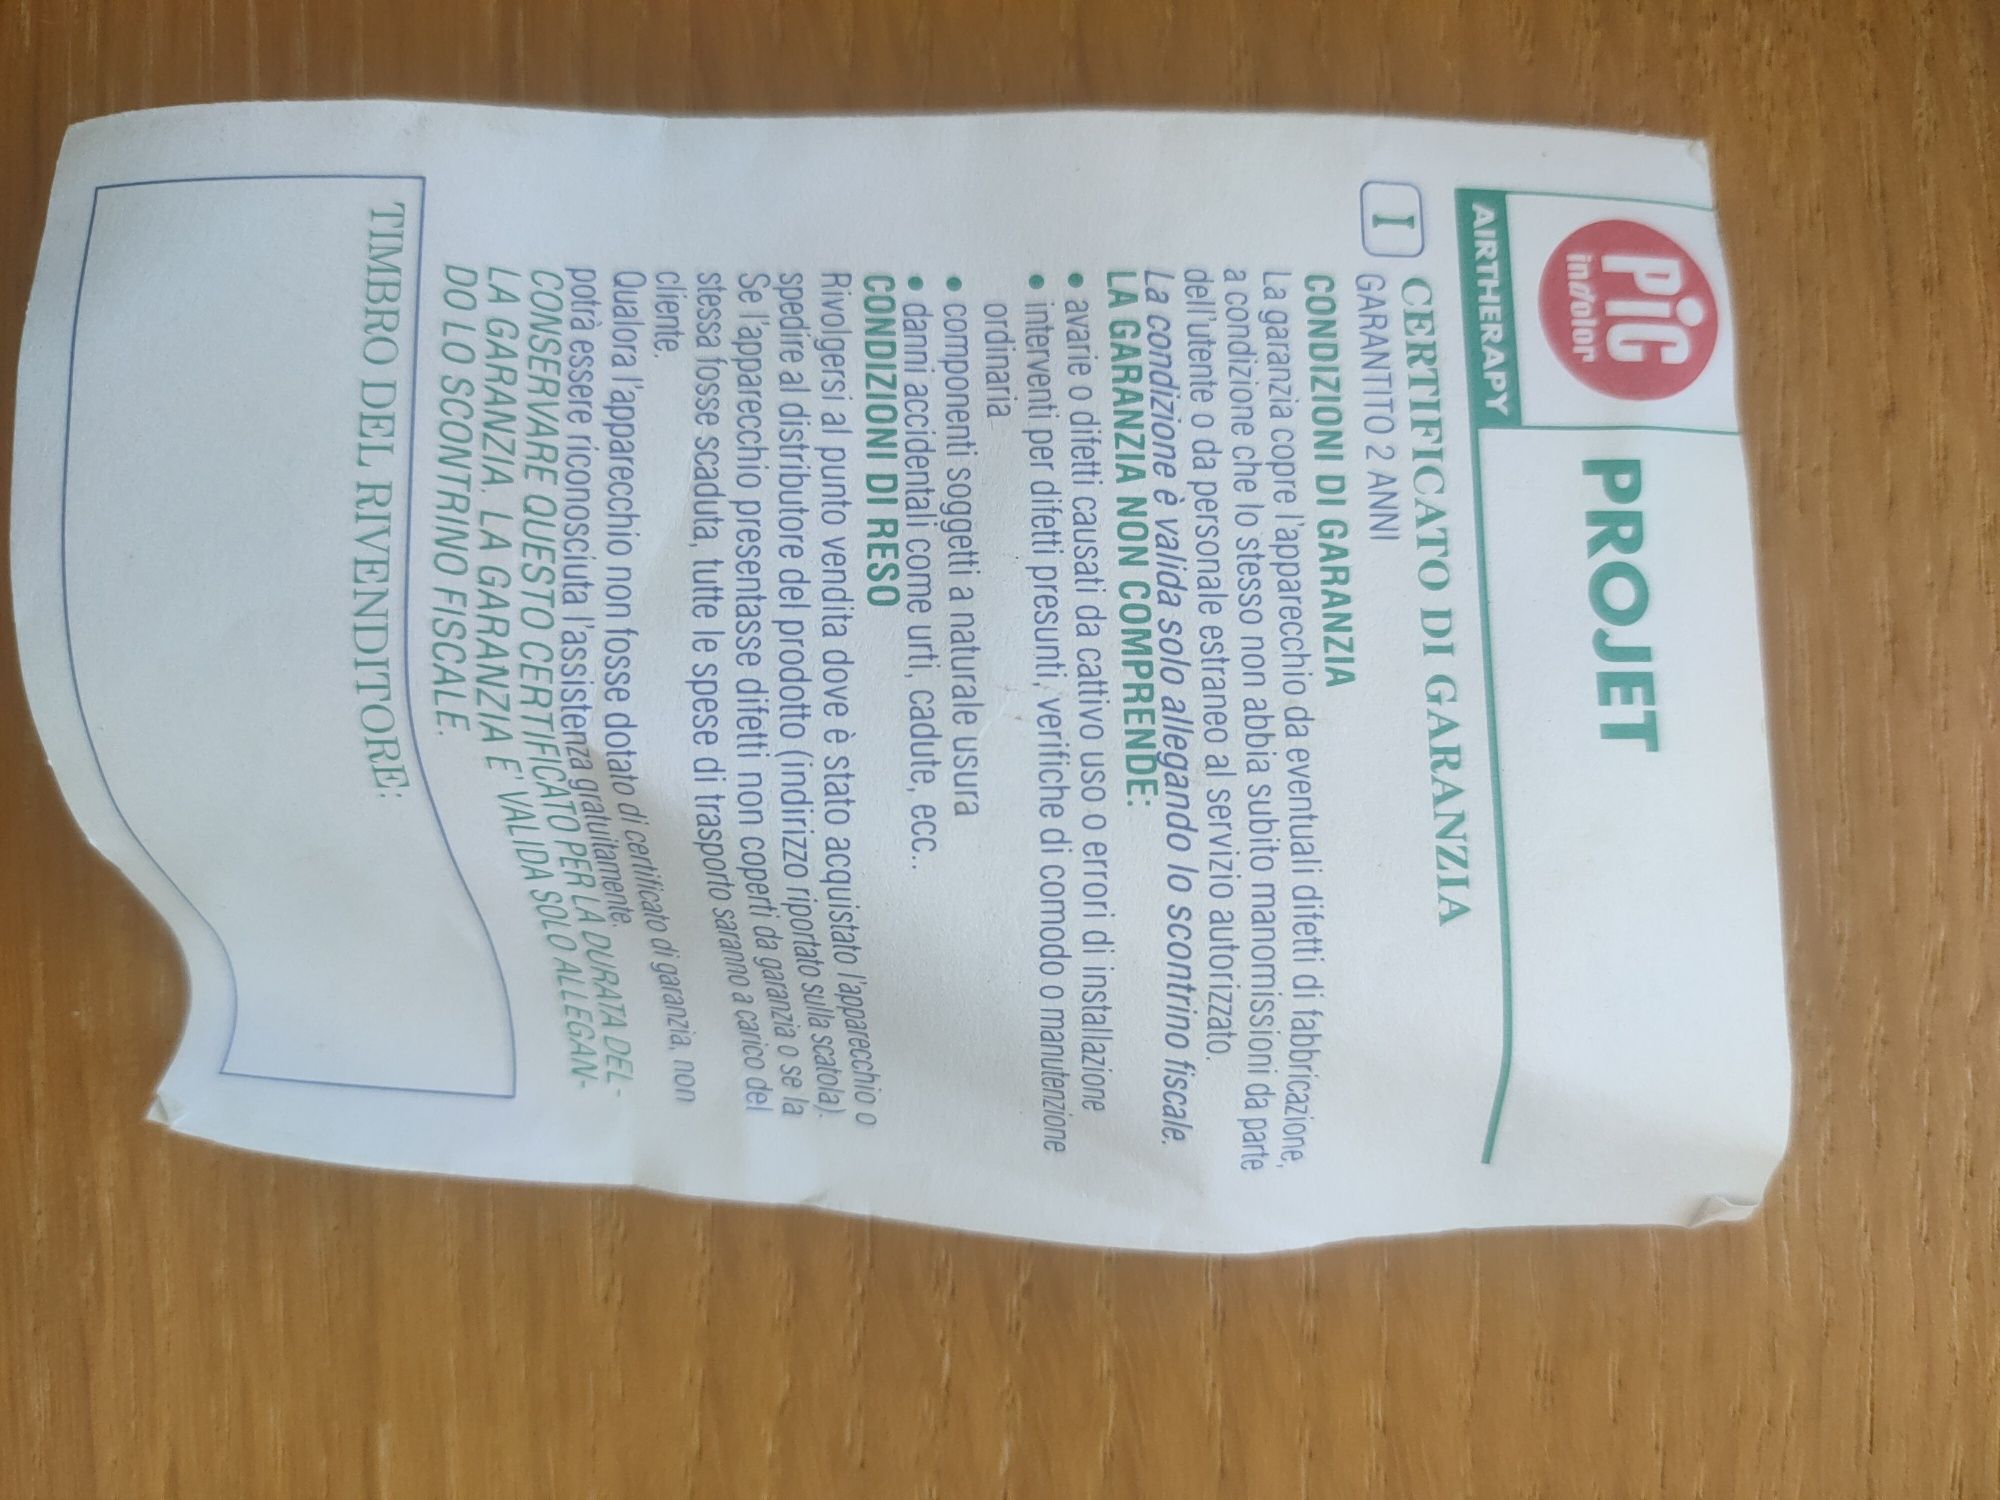 PiC
indolor
PROJET
AIRTHERAPY
CERTIFICATO DI GARANZIA
I
GARANTITO 2 ANNI
CONDIZIONI DI GARANZIA
La garanzia copre l'apparecchio da eventuali difetti di fabbricazione,
a condizione che lo stesso non abbia subito manomissioni da parte
dell'utente o da personale estraneo al servizio autorizzato.
La condizione è valida solo allegando lo scontrino fiscale.
LA GARANZIA NON COMPRENDE:
• avarie o difetti causati da cattivo uso o errori di installazione
• interventi per difetti presunti, verifiche di comodo o manutenzione
ordinaria
• componenti soggetti a naturale usura
• danni accidentali come urti, cadute, ecc..
CONDIZIONI DI RESO
Rivolgersi al punto vendita dove è stato acquistato l'apparecchio o
spedire al distributore del prodotto (indirizzo riportato sulla scatola).
Se l'apparecchio presentasse difetti non coperti da garanzia o se la
stessa fosse scaduta, tutte le spese di trasporto saranno a carico del
cliente.
Qualora l'apparecchio non fosse dotato di certificato di garanzia, non
potrà essere riconosciuta l'assistenza gratuitamente.
CONSERVARE QUESTO CERTIFICATO PER LA DURATA DEL-
LA GARANZIA. LA GARANZIA E' VALIDA SOLO ALLEGAN-
DO LO SCONTRINO FISCALE.
TIMBRO DEL RIVENDITORE: